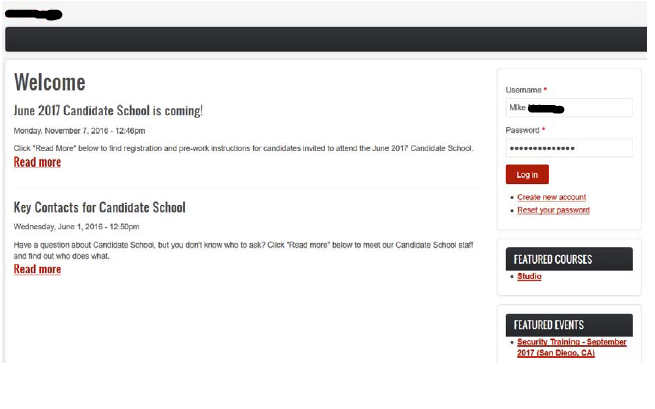 Welcome
June 2017 Candidate School is coming!
Monday, November 7, 2016 - 12:46pm
Click "Read More" below to find registration and pre-work instructions for candidates invited to attend the June 2017 Candidate School.
Read more
Key Contacts for Candidate School
Wednesday, June 1, 2016 - 12:50pm
Have a question about Candidate School, but you don't know who to ask? Click "Read more" below to meet our Candidate School staff
and find out who does what.
Read more
Username *
Mike
Password *
••••••••••••••
Log in
• Create new account
• Reset your password
FEATURED COURSES
• Studio
FEATURED EVENTS
• Security Training - September
2017 (San Diego, CA)